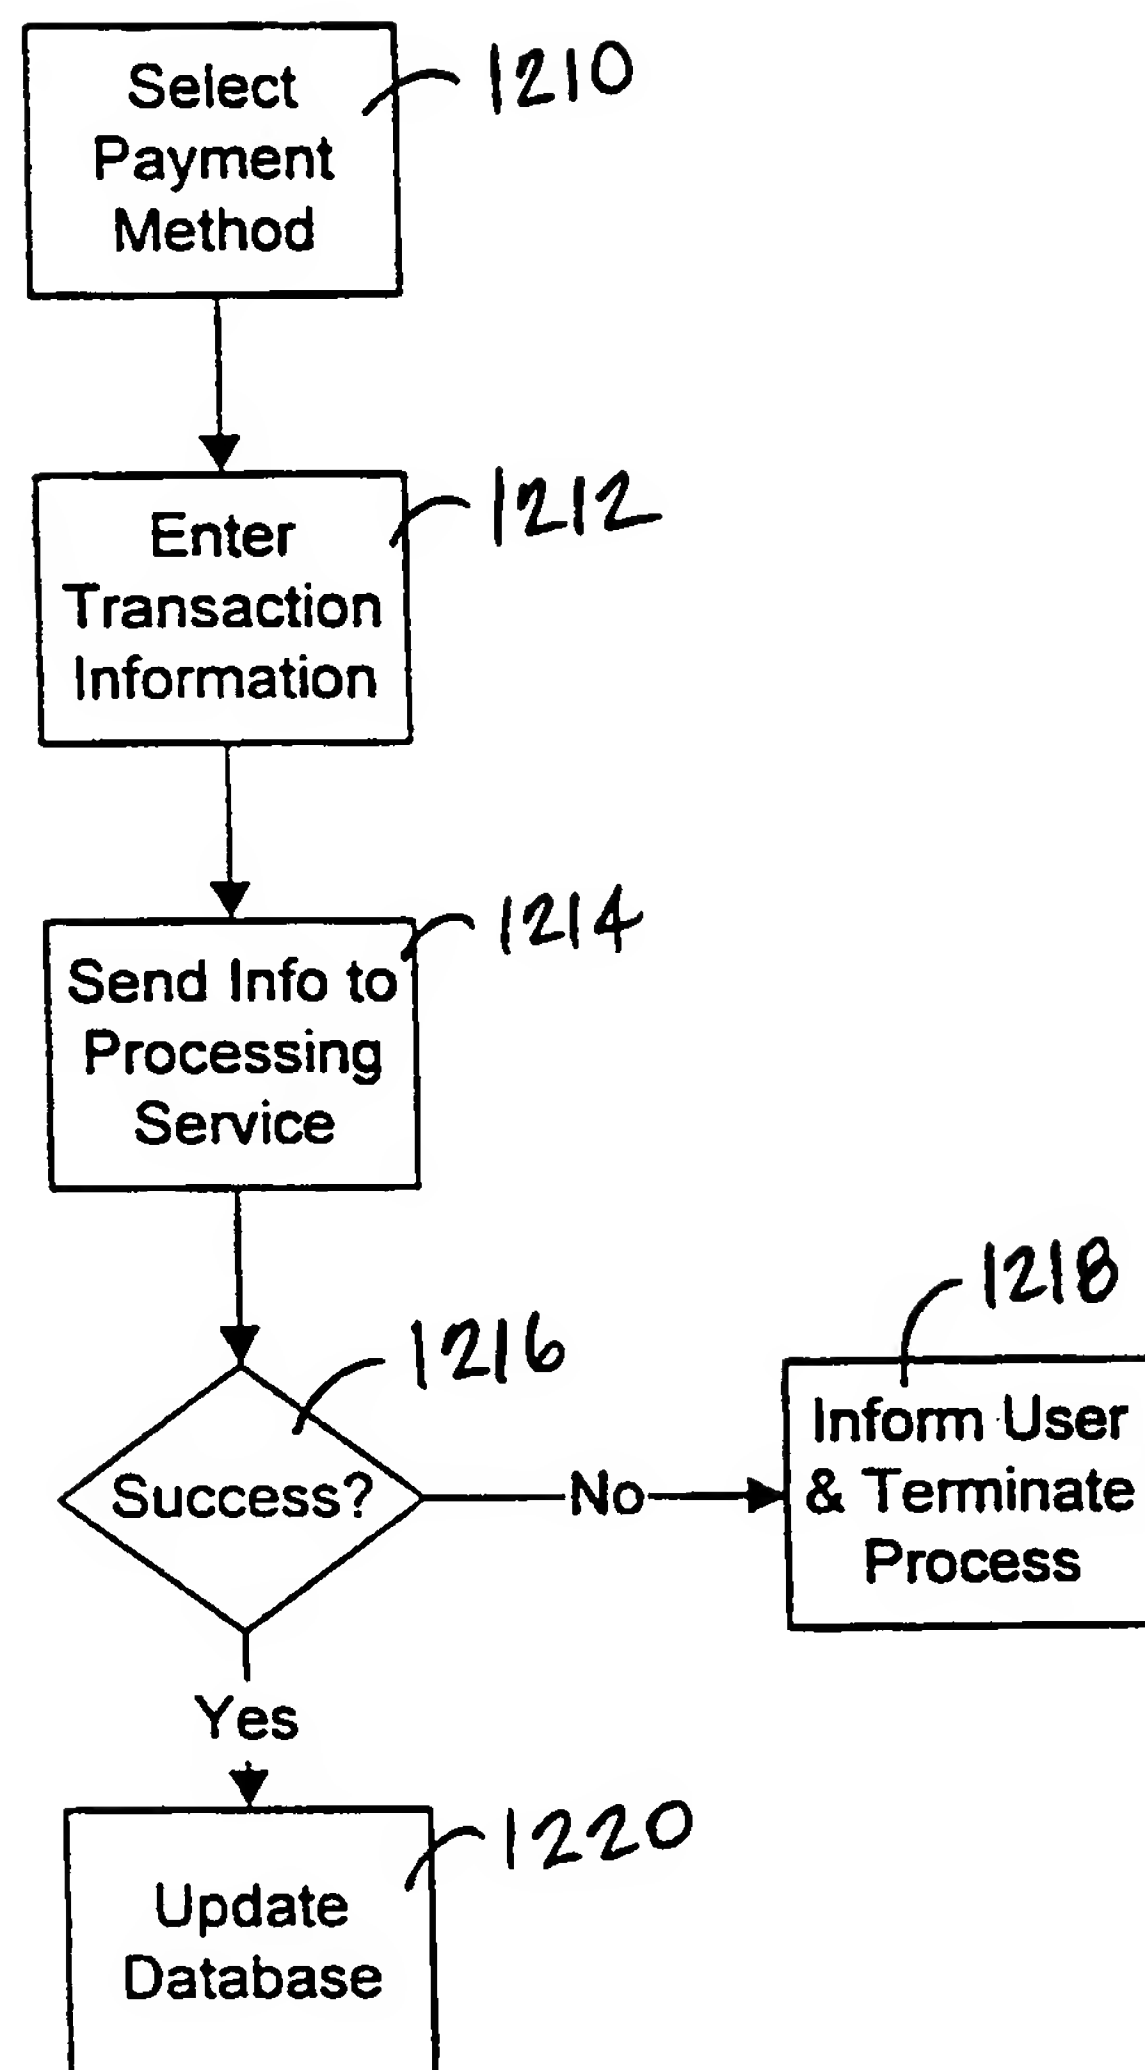 Select
Payment
Method
1210
Enter
Transaction
Information
1212
Send Info to
Processing
Service
1214
Success?
1216
No
Inform User
& Terminate
Process
1218
Yes
Update
Database
1220